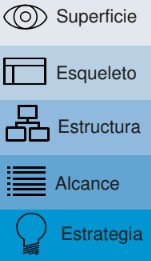 Superficie
Esqueleto
Estructura
Alcance
Estrategia